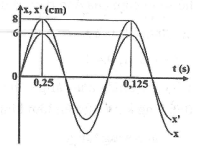 x, x' (cm)
8
6
0
0,25
0,125
t (s)
x'
x